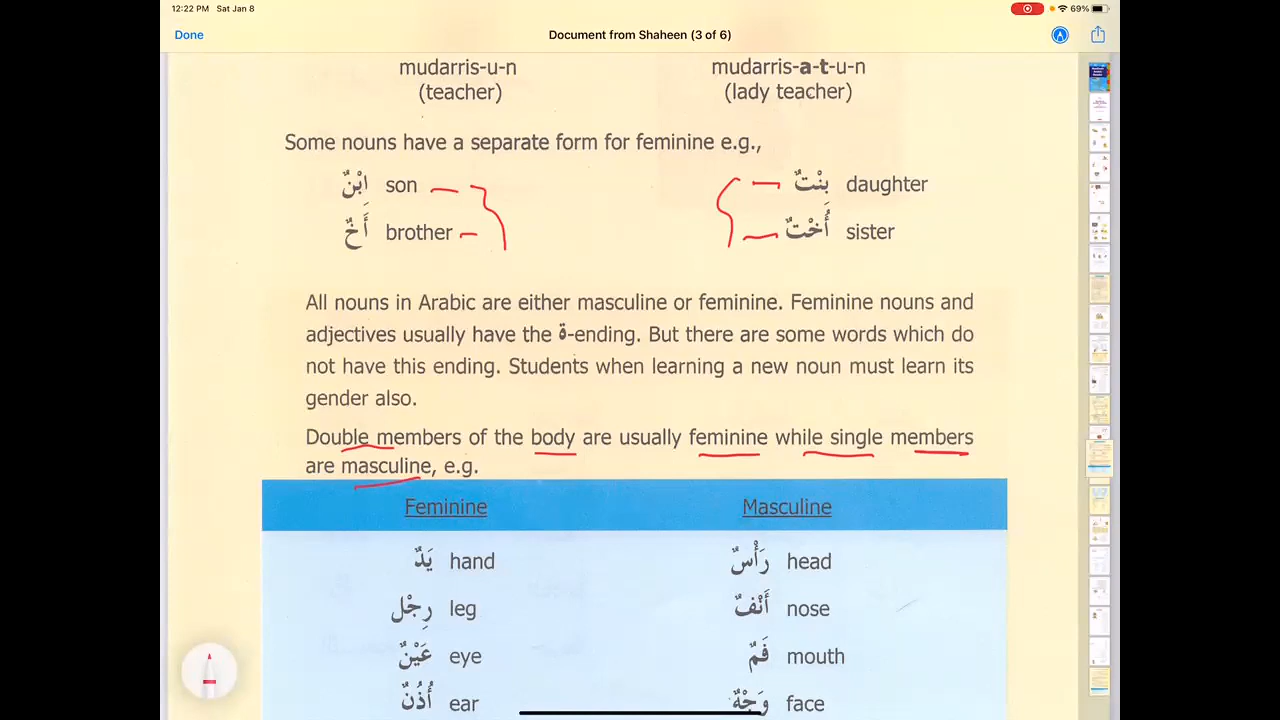 12:22 PM Sat Jan 8
69%
Done
Document from Shaheen (3 of 6)
mudarris-u-n mudarris-a-t-u-n
(teacher) (lady teacher)
Some nouns have a separate form for feminine e.g.,
اِبْنٌ son بِنْتٌ daughter
أَخٌ brother أُخْتٌ sister
All nouns in Arabic are either masculine or feminine. Feminine nouns and
adjectives usually have the ة-ending. But there are some words which do
not have this ending. Students when learning a new noun must learn its
gender also.
Double members of the body are usually feminine while single members
are masculine, e.g.
Feminine Masculine
يَدٌ hand رَأْسٌ head
رِجْل leg أَنْفٌ nose
عَيْنٌ eye فَمٌ mouth
أُذُنٌ ear وَجْهٌ face